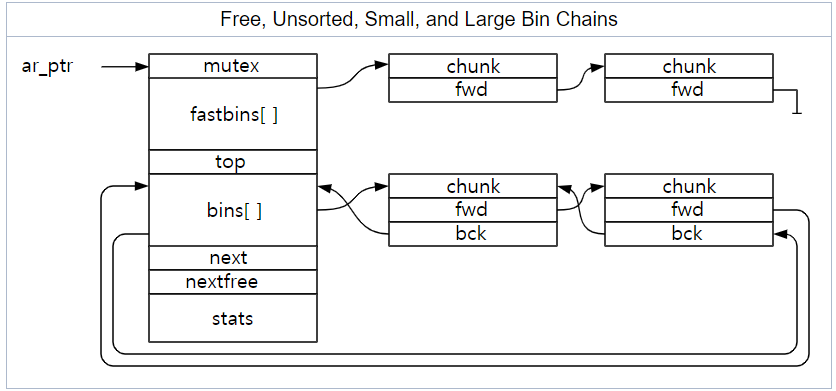 Free, Unsorted, Small, and Large Bin Chains
ar_ptr
mutex
fastbins[ ]
top
bins[ ]
next
nextfree
stats
chunk
fwd
chunk
fwd
chunk
fwd
bck
chunk
fwd
bck